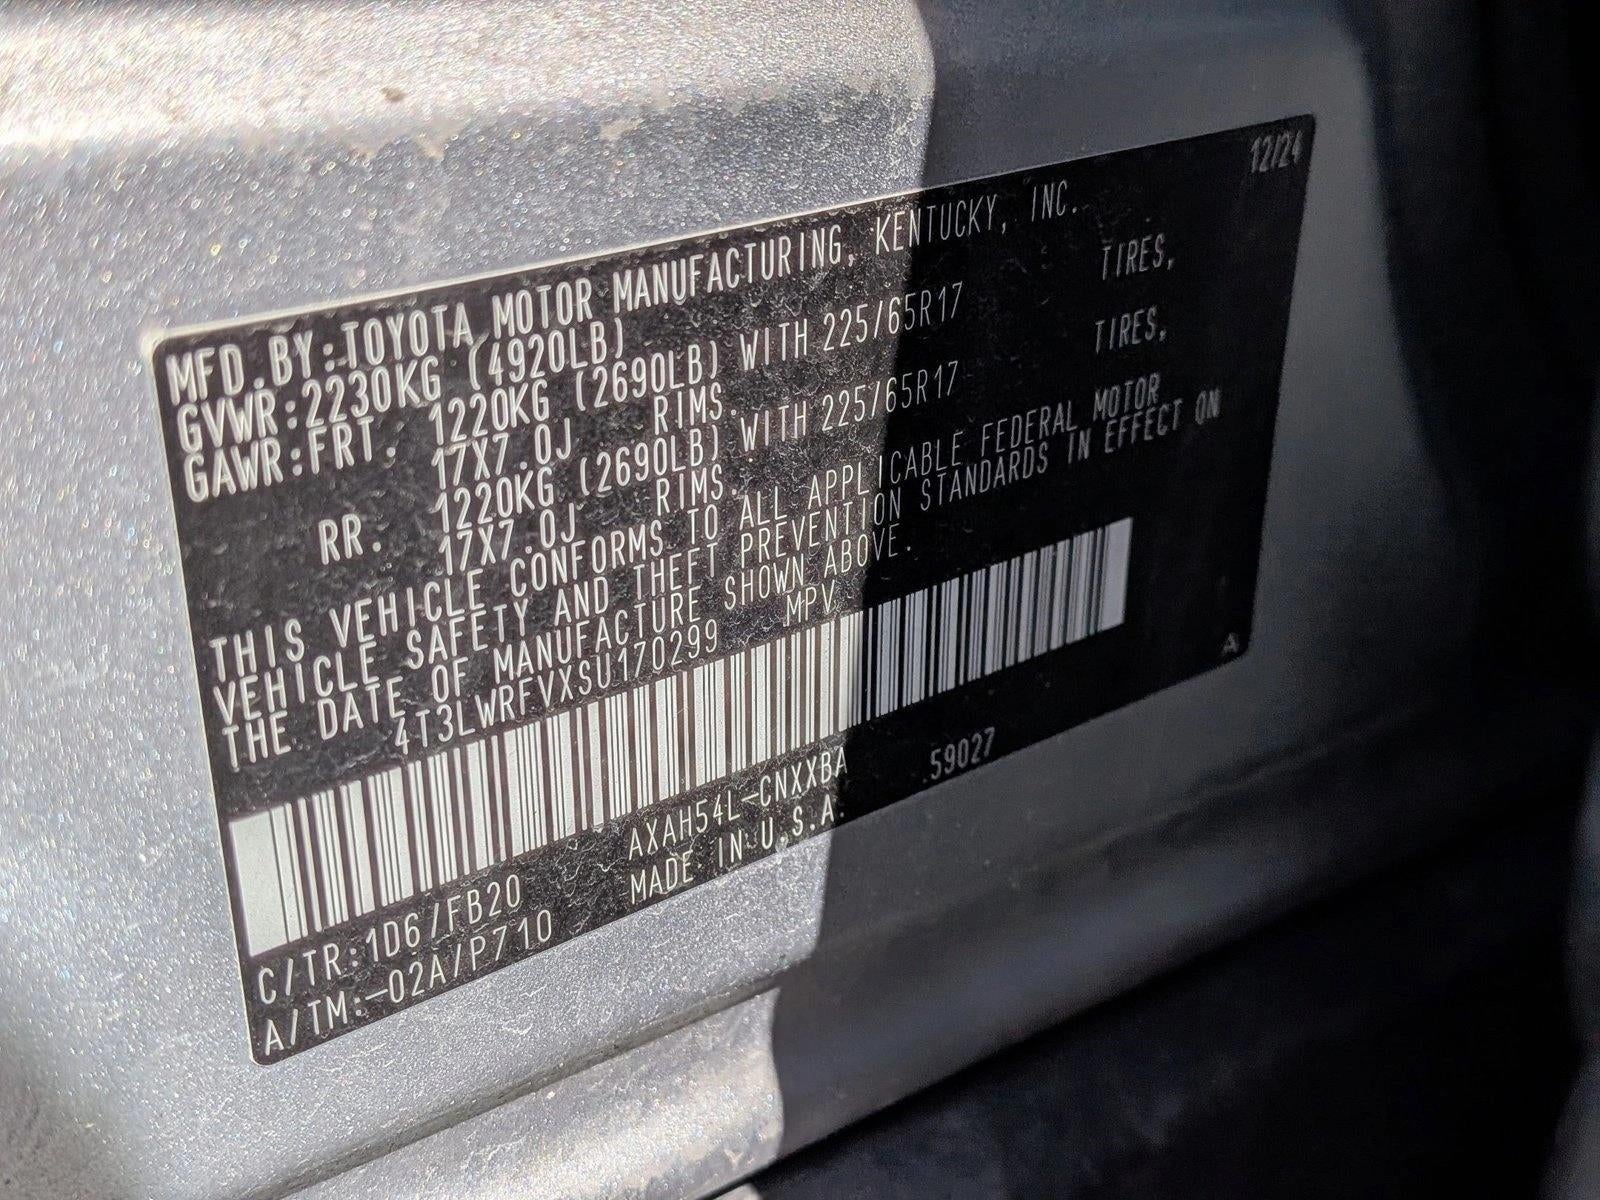 12/24
MFD.BY:TOYOTA MOTOR MANUFACTURING, KENTUCKY, INC.
GVWR:2230KG (4920LB)
GAWR:FRT. 1220KG (2690LB) WITH 225/65R17 TIRES,
17X7.0J RIMS.
RR. 1220KG (2690LB) WITH 225/65R17 TIRES,
17X7.0J RIMS.
THIS VEHICLE CONFORMS TO ALL APPLICABLE FEDERAL MOTOR
VEHICLE SAFETY AND THEFT PREVENTION STANDARDS IN EFFECT ON
THE DATE OF MANUFACTURE SHOWN ABOVE.
4T3LWRFVXSU170299 MPV
A
C/TR:1D6/FB20 AXAH54L-CNXXBA 59027
A/TM:-02A/P710 MADE IN U.S.A.